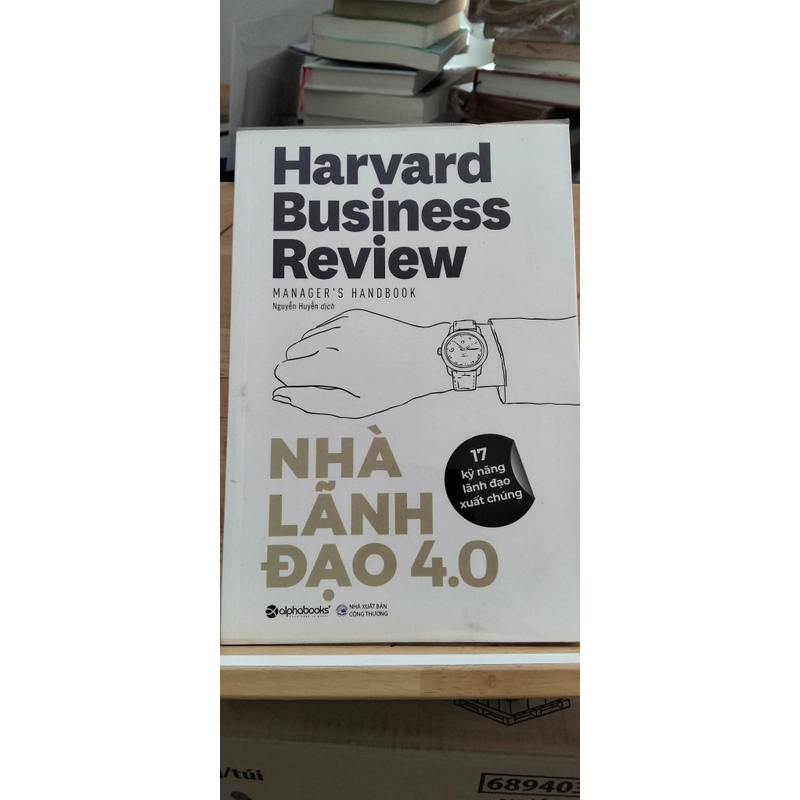 Harvard
Business
Review
MANAGER'S HANDBOOK
Nguyễn Huyền dịch
17
kỹ năng
lãnh đạo
xuất chúng
NHÀ
LÃNH
ĐẠO 4.0
alphabooks®
NHÀ XUẤT BẢN
CÔNG THƯƠNG
/túi
689403